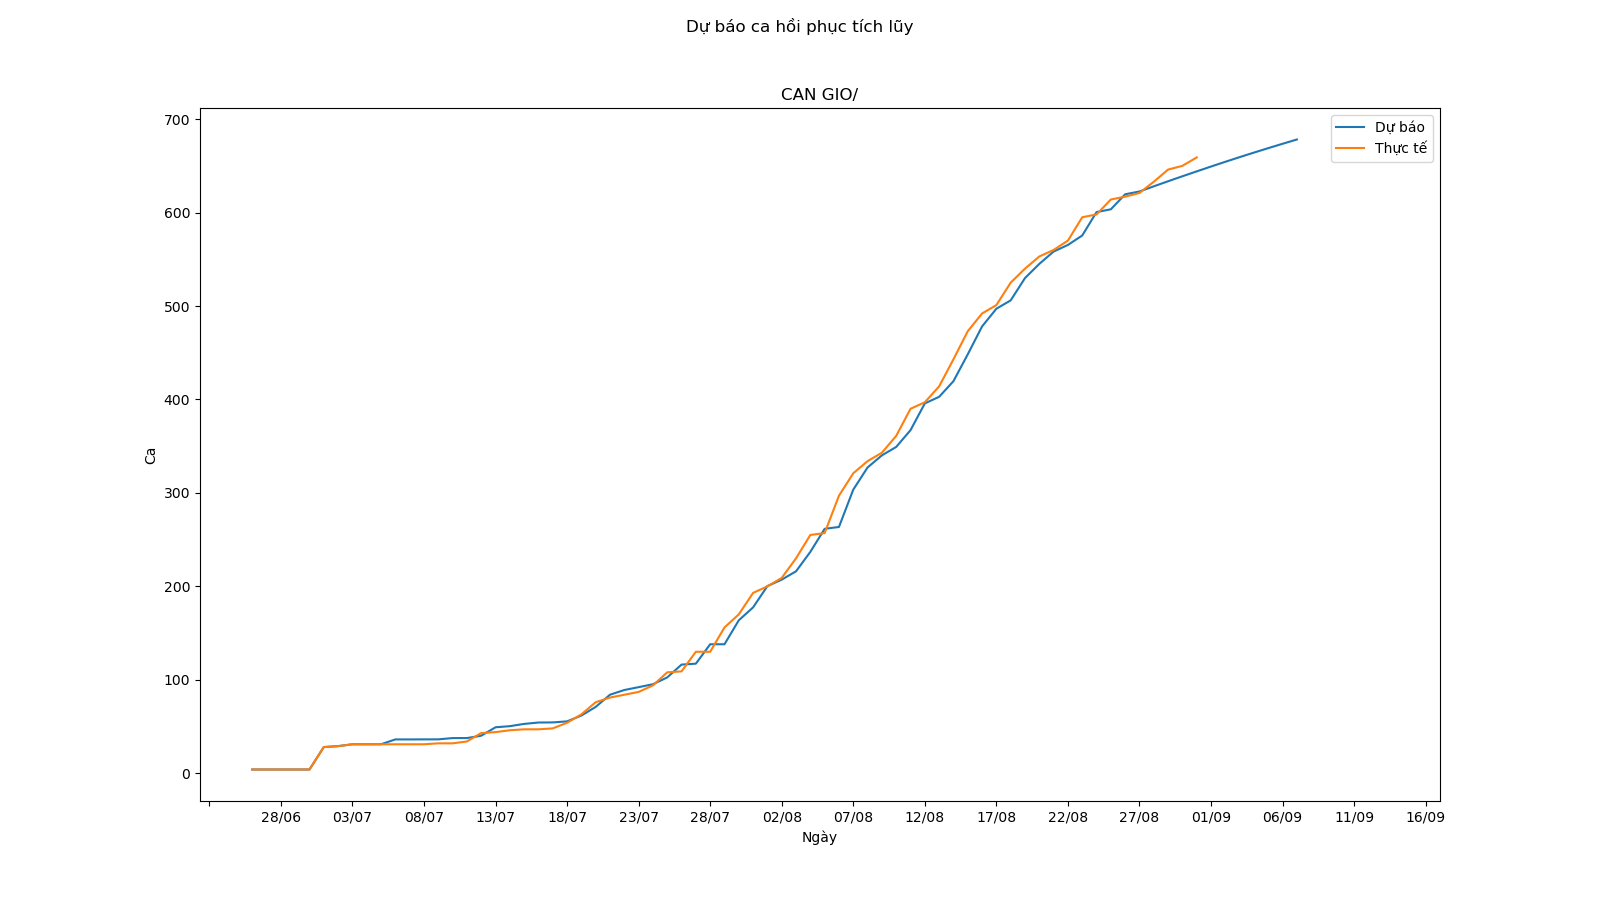 Dự báo ca hồi phục tích lũy
CAN GIO/
Dự báo
Thực tế
700
600
500
400
300
200
100
0
Ca
28/06 03/07 08/07 13/07 18/07 23/07 28/07 02/08 07/08 12/08 17/08 22/08 27/08 01/09 06/09 11/09 16/09
Ngày